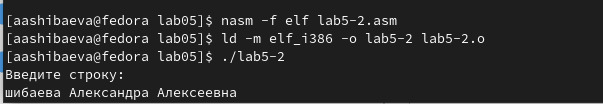 [aashibaeva@fedora lab05]$ nasm -f elf lab5-2.asm
[aashibaeva@fedora lab05]$ ld -m elf_i386 -o lab5-2 lab5-2.o
[aashibaeva@fedora lab05]$ ./lab5-2
Введите строку:
шибаева Александра Алексеевна